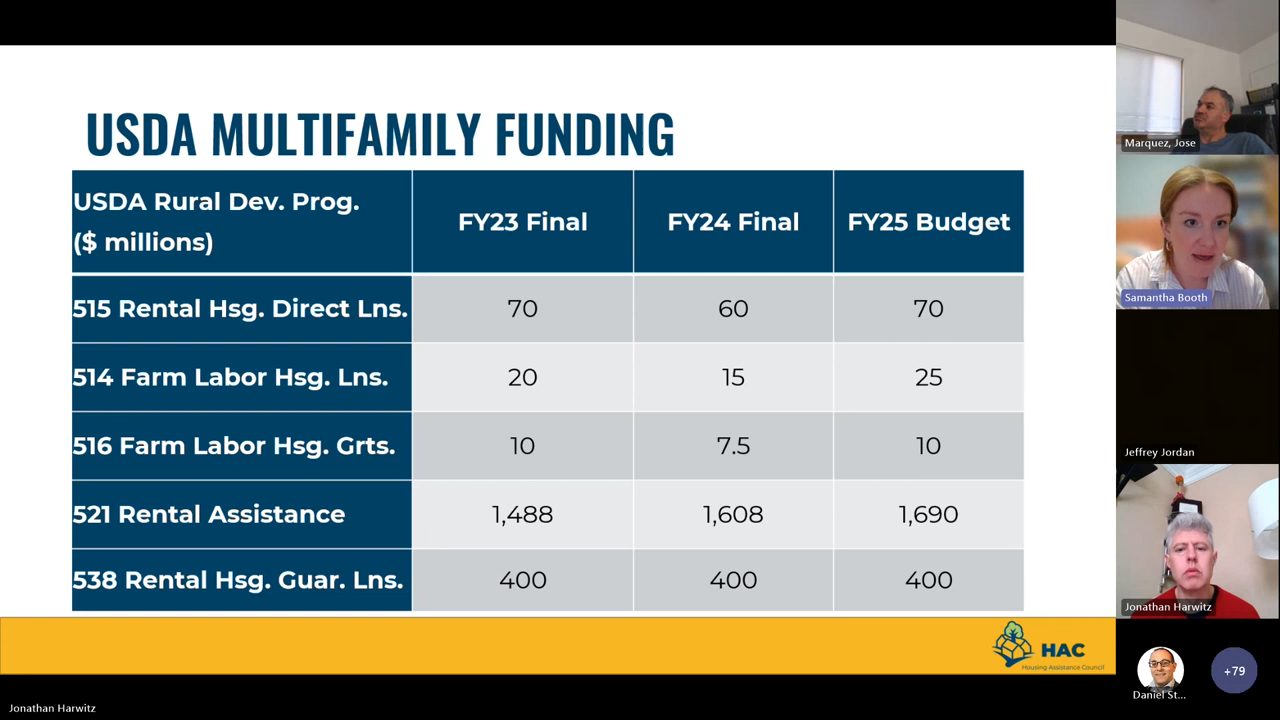 USDA MULTIFAMILY FUNDING
USDA Rural Dev. Prog.
($ millions)
FY23 Final
FY24 Final
FY25 Budget
515 Rental Hsg. Direct Lns.
70
60
70
514 Farm Labor Hsg. Lns.
20
15
25
516 Farm Labor Hsg. Grts.
10
7.5
10
521 Rental Assistance
1,488
1,608
1,690
538 Rental Hsg. Guar. Lns.
400
400
400
HAC
Housing Assistance Council
Marquez, Jose
Samantha Booth
Jeffrey Jordan
Jonathan Harwitz
Daniel St...
+79
Jonathan Harwitz